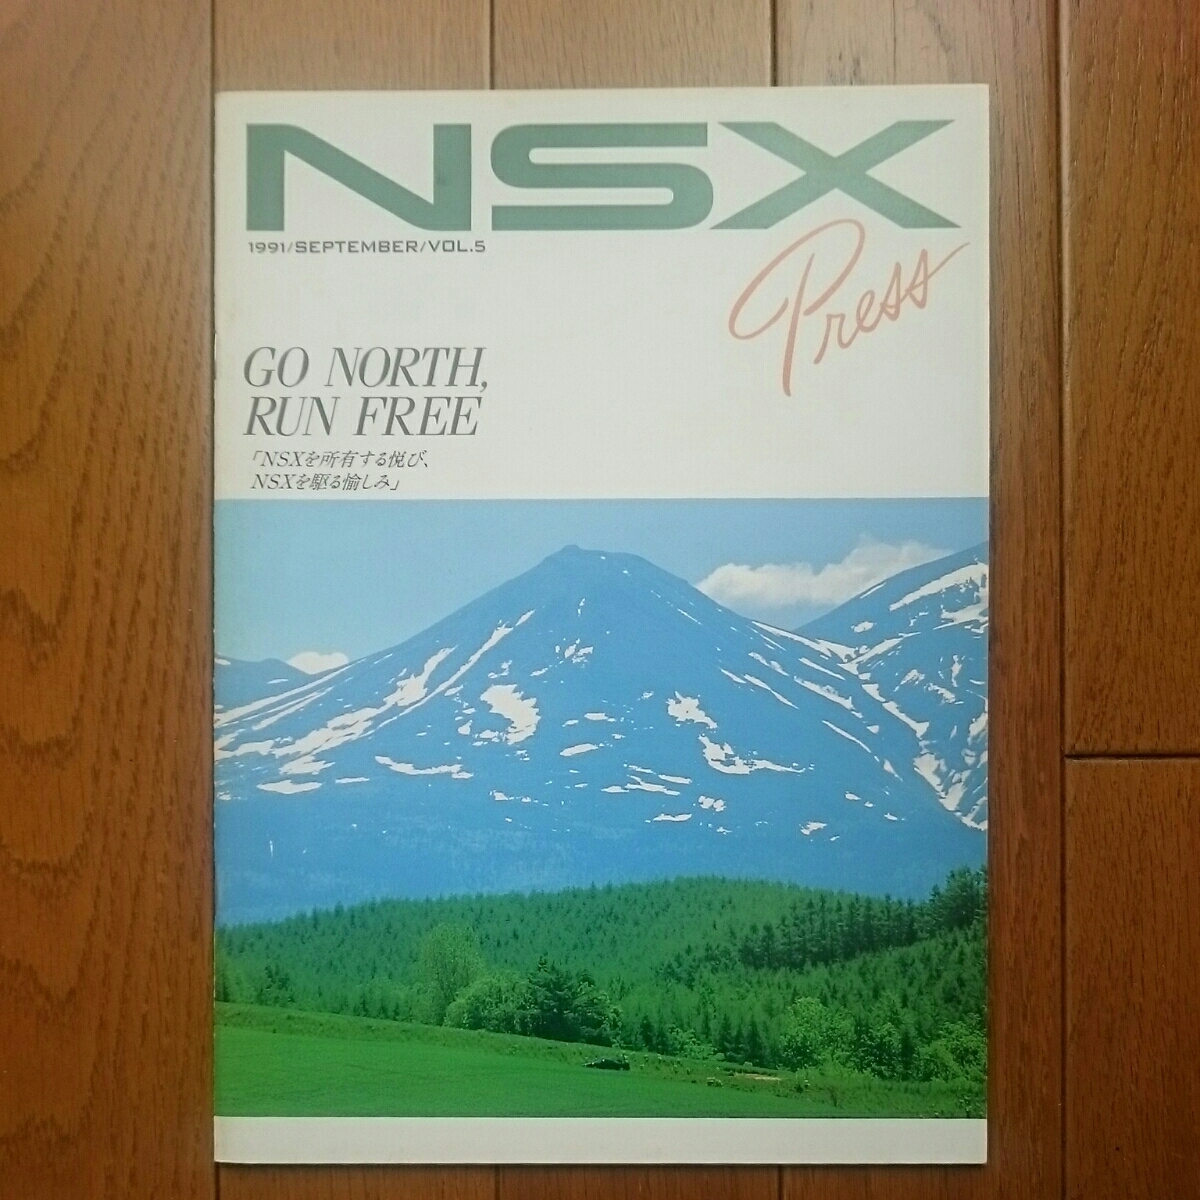 NSX
1991/SEPTEMBER/VOL.5
Press
GO NORTH,
RUN FREE
「NSXを所有する悦び、
NSXを駆る愉しみ」